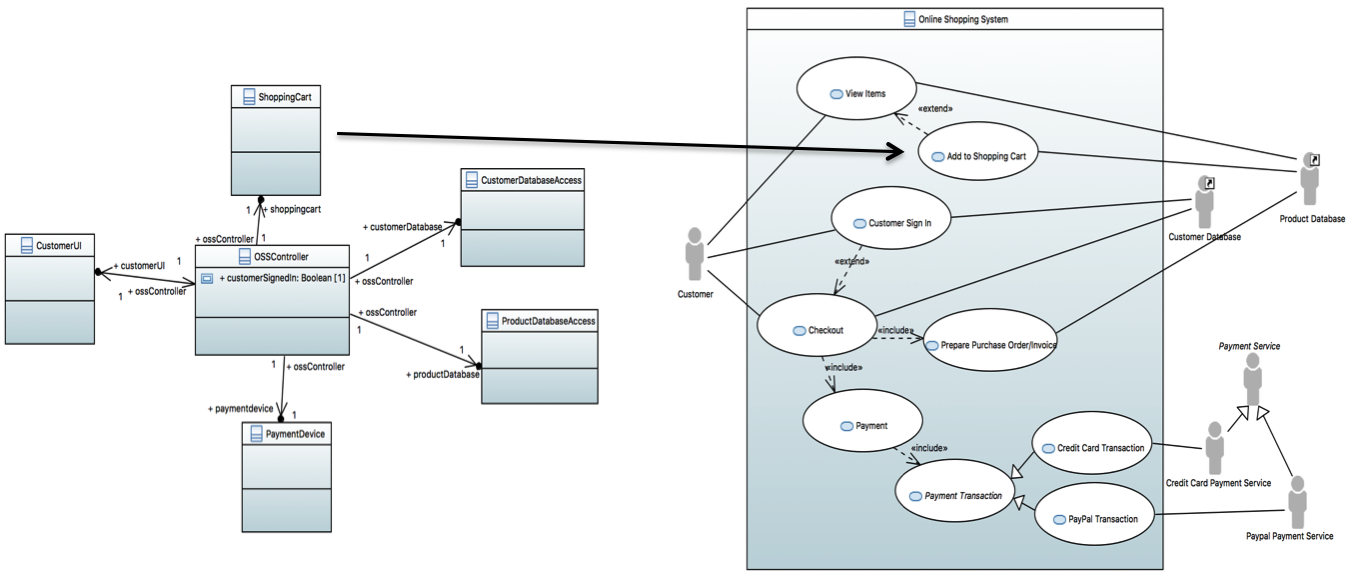 ShoppingCart
1
+ shoppingcart
+ ossController
1
CustomerUI
+ customerUI
1
1
+ ossController
OSSController
+ customerSignedIn: Boolean [1]
CustomerDatabaseAccess
+ customerDatabase
1
1
+ ossController
ProductDatabaseAccess
+ ossController
1
1
+ productDatabase
1
+ ossController
+ paymentdevice
1
PaymentDevice
Online Shopping System
View Items
«extend»
Add to Shopping Cart
Customer Sign In
«extend»
Checkout
«include»
Prepare Purchase Order/Invoice
«include»
Payment
«include»
Payment Transaction
Credit Card Transaction
PayPal Transaction
Customer
Customer Database
Product Database
Payment Service
Credit Card Payment Service
Paypal Payment Service